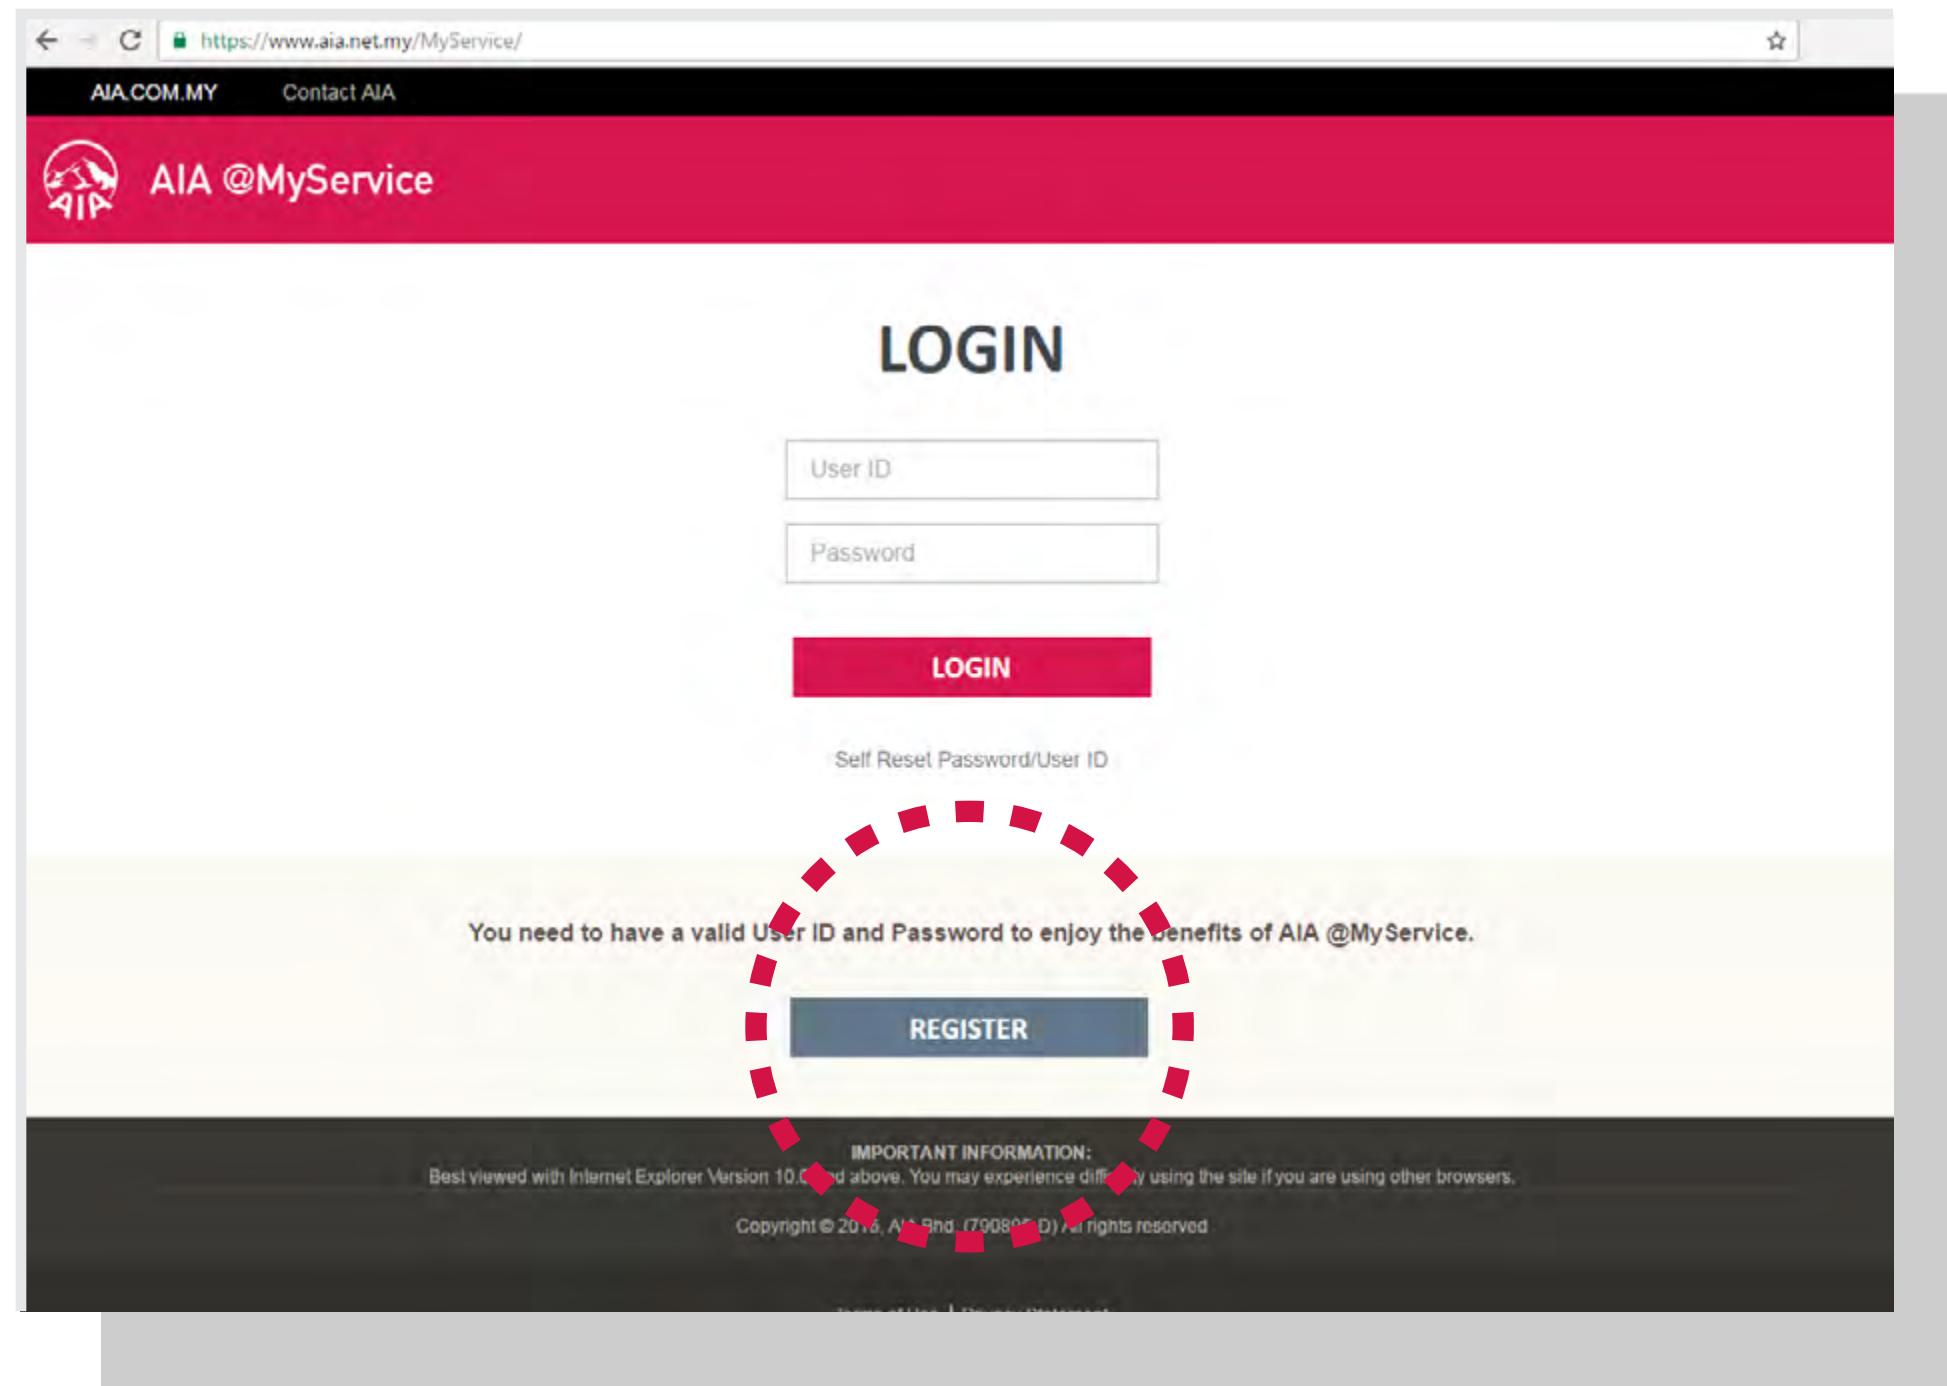 https://www.aia.net.my/MyService/
AIA.COM.MY Contact AIA
AIA
AIA @MyService
LOGIN
User ID
Password
LOGIN
Self Reset Password/User ID
You need to have a valid User ID and Password to enjoy the benefits of AIA @MyService.
REGISTER
IMPORTANT INFORMATION:
Best viewed with Internet Explorer Version above. You may experience using the site if you are using other browsers.
Copyright © Bhd. rights reserved